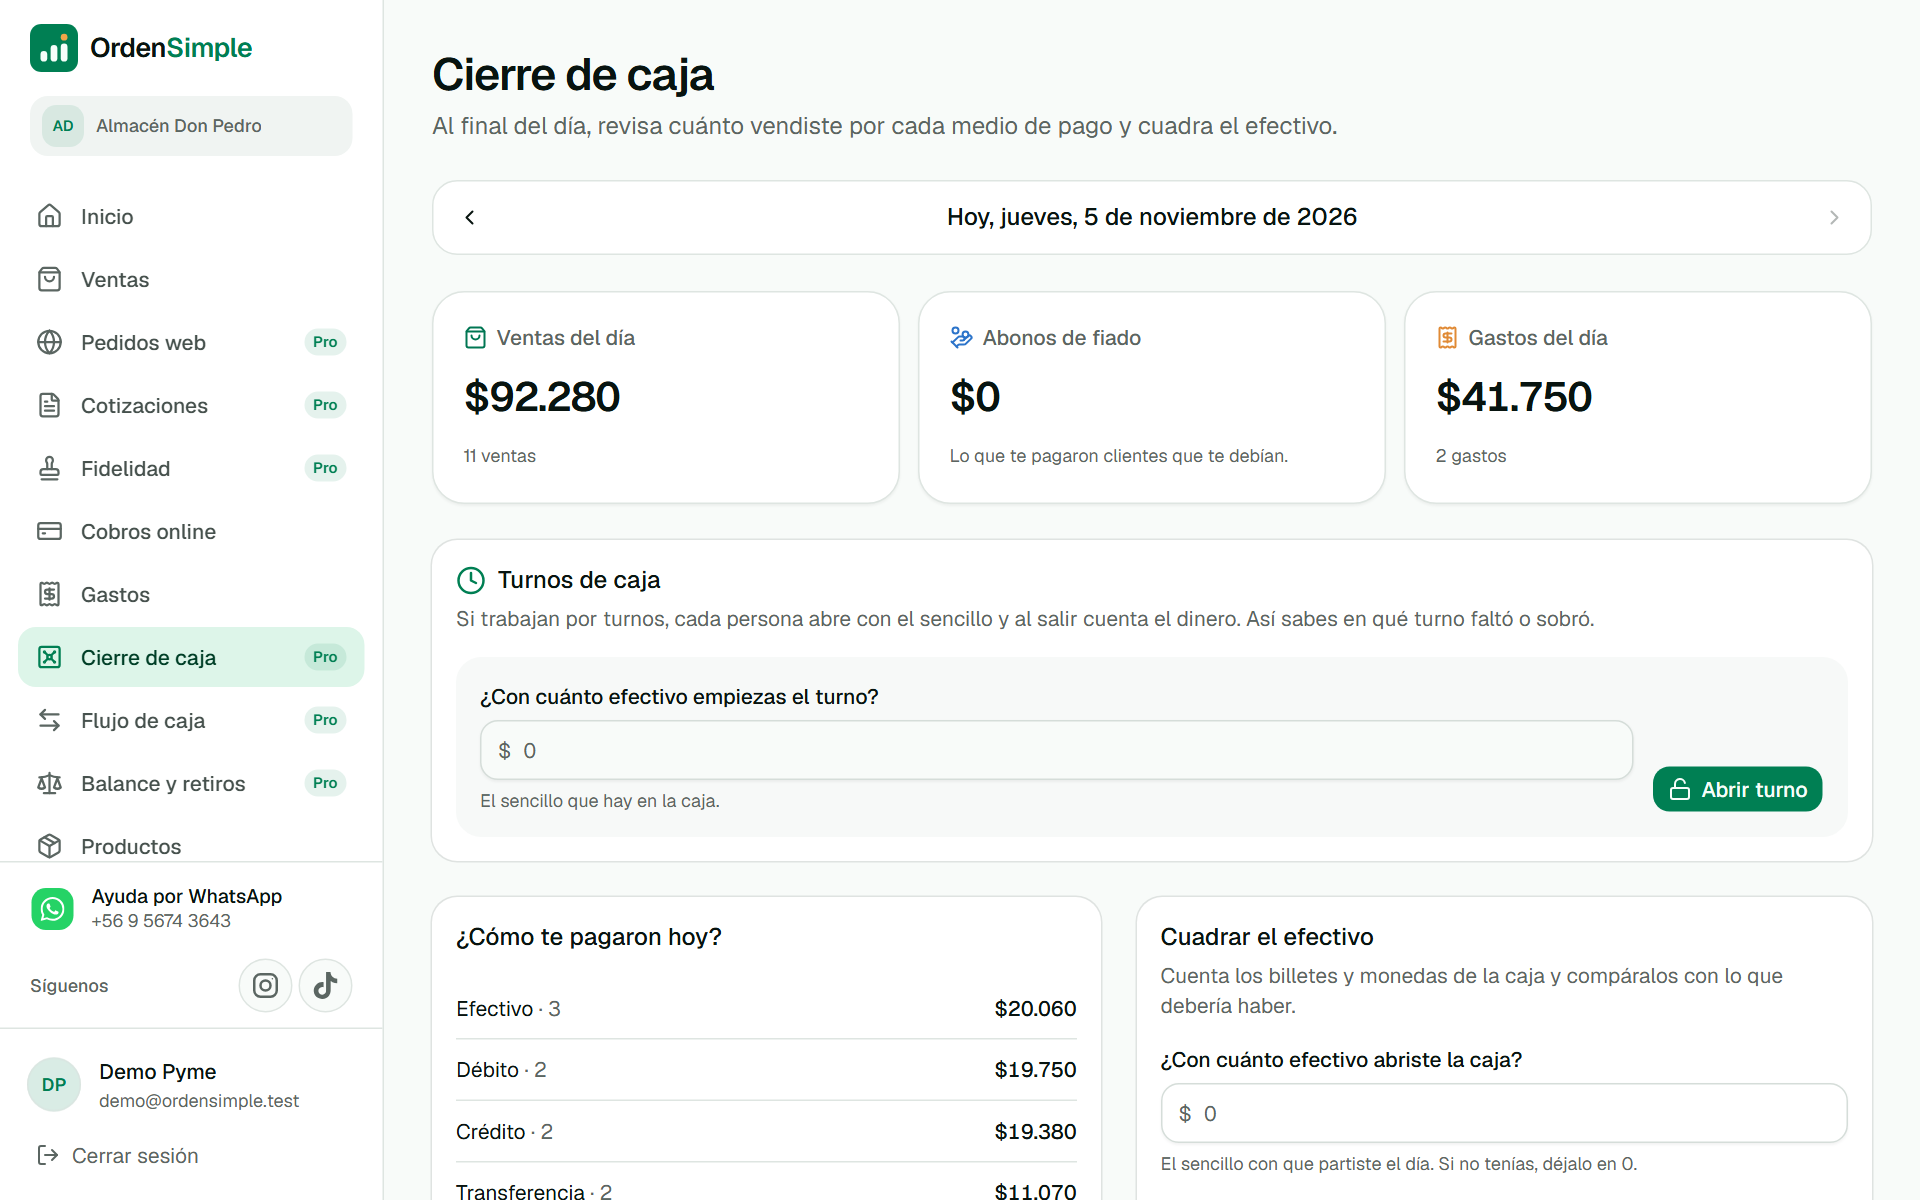 OrdenSimple
AD Almacén Don Pedro
Inicio
Ventas
Pedidos web Pro
Cotizaciones Pro
Fidelidad Pro
Cobros online
Gastos
Cierre de caja Pro
Flujo de caja Pro
Balance y retiros Pro
Productos
Ayuda por WhatsApp
+56 9 5674 3643
Síguenos
DP
Demo Pyme
demo@ordensimple.test
Cerrar sesión
Cierre de caja
Al final del día, revisa cuánto vendiste por cada medio de pago y cuadra el efectivo.
Hoy, jueves, 5 de noviembre de 2026
Ventas del día
$92.280
11 ventas
Abonos de fiado
$0
Lo que te pagaron clientes que te debían.
Gastos del día
$41.750
2 gastos
Turnos de caja
Si trabajan por turnos, cada persona abre con el sencillo y al salir cuenta el dinero. Así sabes en qué turno faltó o sobró.
¿Con cuánto efectivo empiezas el turno?
$ 0
El sencillo que hay en la caja.
Abrir turno
¿Cómo te pagaron hoy?
Efectivo · 3 $20.060
Débito · 2 $19.750
Crédito · 2 $19.380
Transferencia · 2 $11.070
Cuadrar el efectivo
Cuenta los billetes y monedas de la caja y compáralos con lo que
debería haber.
¿Con cuánto efectivo abriste la caja?
$ 0
El sencillo con que partiste el día. Si no tenías, déjalo en 0.